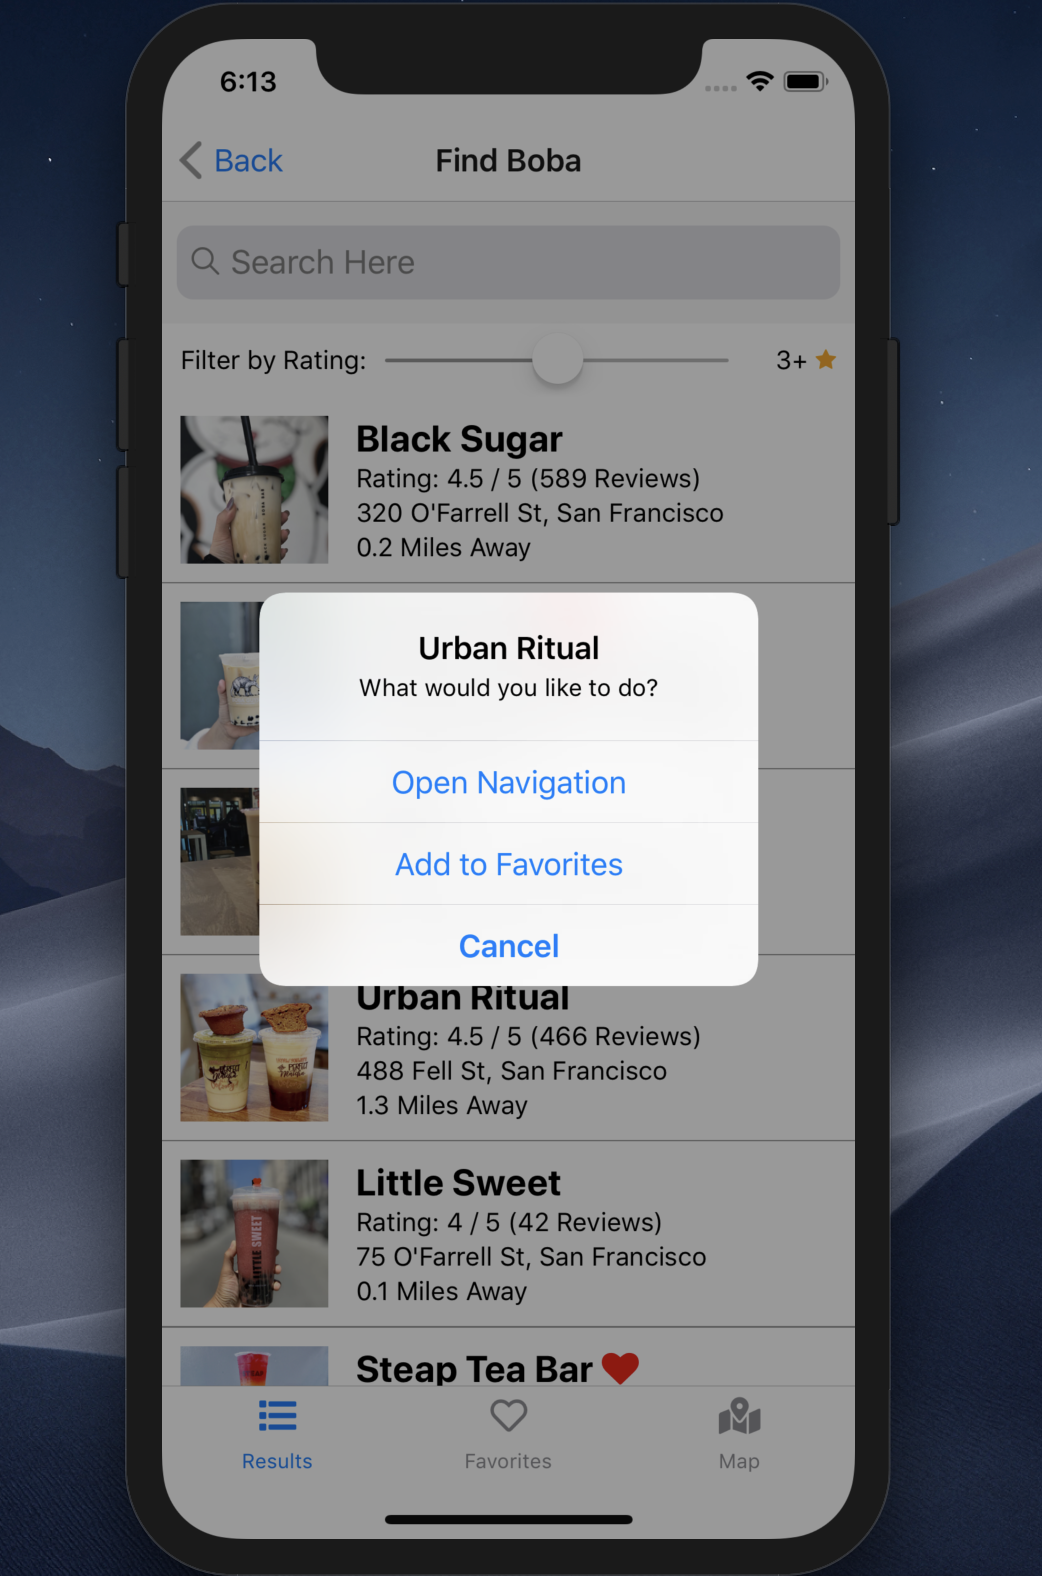 6:13
Back
Find Boba
Search Here
Filter by Rating:
3+
Black Sugar
Rating: 4.5 / 5 (589 Reviews)
320 O'Farrell St, San Francisco
0.2 Miles Away
Urban Ritual
What would you like to do?
Open Navigation
Add to Favorites
Cancel
Urban Ritual
Rating: 4.5 / 5 (466 Reviews)
488 Fell St, San Francisco
1.3 Miles Away
LITTLE SWEET
Little Sweet
Rating: 4 / 5 (42 Reviews)
75 O'Farrell St, San Francisco
0.1 Miles Away
Steap Tea Bar
Results
Favorites
Map